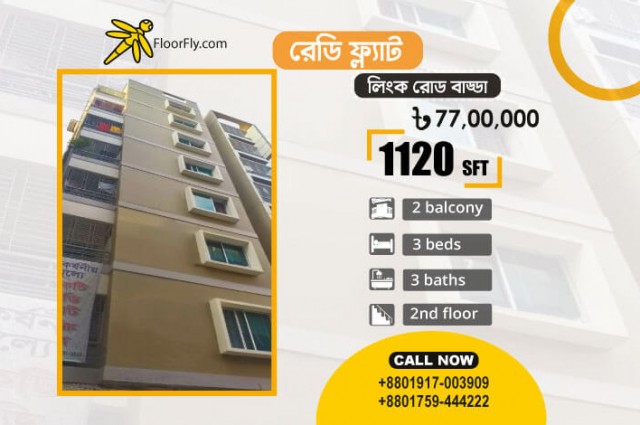 FloorFly.com
রেডি ফ্ল্যাট
লিংক রোড বাড্ডা
৳ 77,00,000
1120 SFT
2 balcony
3 beds
3 baths
2nd floor
CALL NOW
+8801917-003909
+8801759-444222